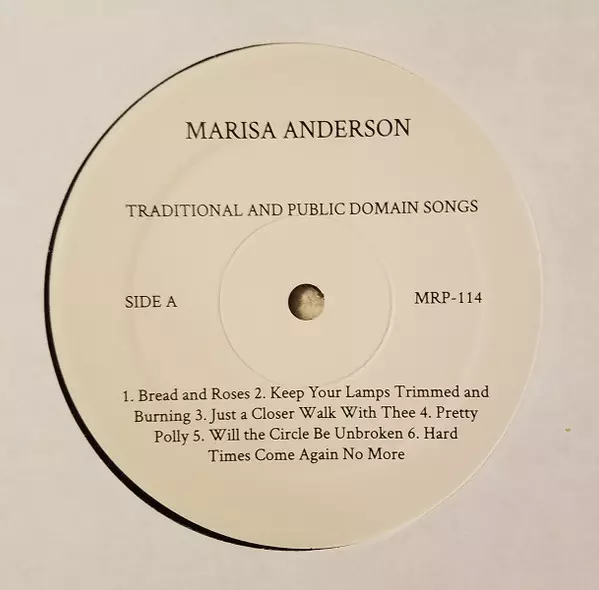 MARISA ANDERSON
TRADITIONAL AND PUBLIC DOMAIN SONGS
SIDE A
MRP-114
1. Bread and Roses 2. Keep Your Lamps Trimmed and
Burning 3. Just a Closer Walk With Thee 4. Pretty
Polly 5. Will the Circle Be Unbroken 6. Hard
Times Come Again No More